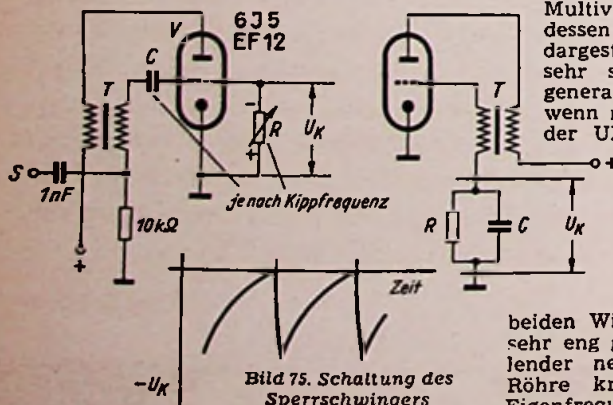 6J5
EF12
V
C
T
S
1nF
10kΩ
+
-
R
+
U_K
je nach Kippfrequenz
T
+
R
C
U_K
Zeit
-U_K
Bild 75. Schaltung des
Sperrschwingers
Multiv
dessen
dargest
sehr s
genera
wenn r
der U
beiden Wi
sehr eng
lender ne
Röhre kr
Eigenfrequ